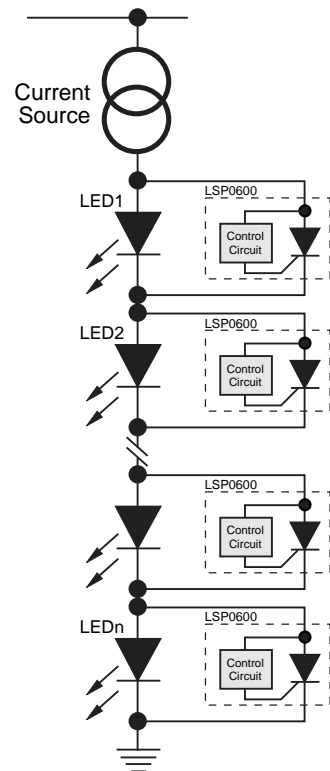 Current
Source
LED1
LSP0600
Control
Circuit
LED2
LSP0600
Control
Circuit
LSP0600
Control
Circuit
LEDn
LSP0600
Control
Circuit